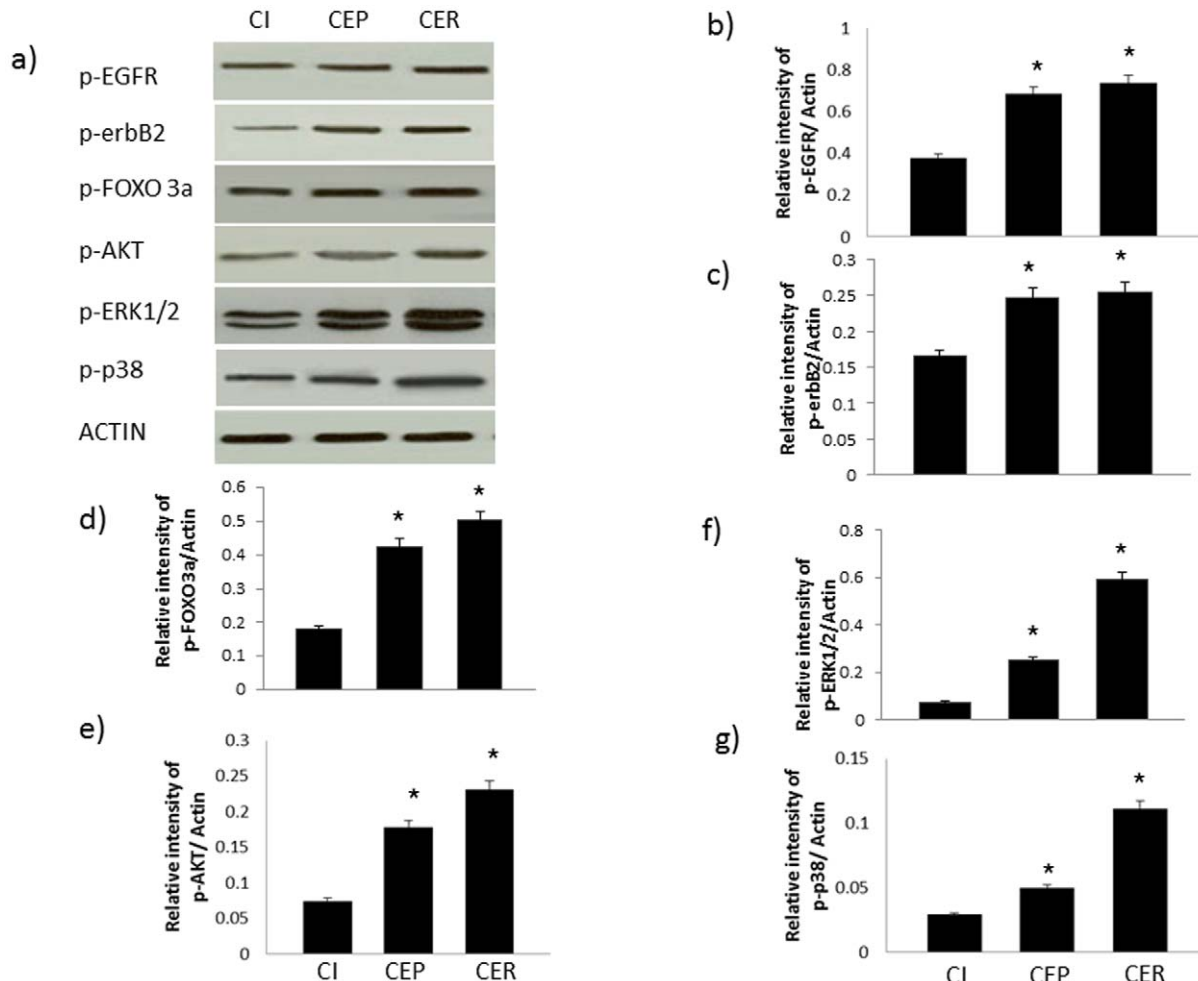 CI CEP CER
a)
p-EGFR
p-erbB2
p-FOXO 3a
p-AKT
p-ERK1/2
p-p38
ACTIN
b)
Relative intensity of
p-EGFR/ Actin
1
0.8
0.6
0.4
0.2
0
* *
c)
Relative intensity of
p-erbB2/Actin
0.3
0.25
0.2
0.15
0.1
0.05
0
* *
d)
Relative intensity of
p-FOXO3a/Actin
0.6
0.5
0.4
0.3
0.2
0.1
0
* *
e)
Relative intensity of
p-AKT/ Actin
0.3
0.25
0.2
0.15
0.1
0.05
0
* *
CI CEP CER
f)
Relative intensity of
p-ERK1/2/Actin
0.8
0.6
0.4
0.2
0
* *
g)
Relative intensity of
p-p38/ Actin
0.15
0.1
0.05
0
* *
CI CEP CER